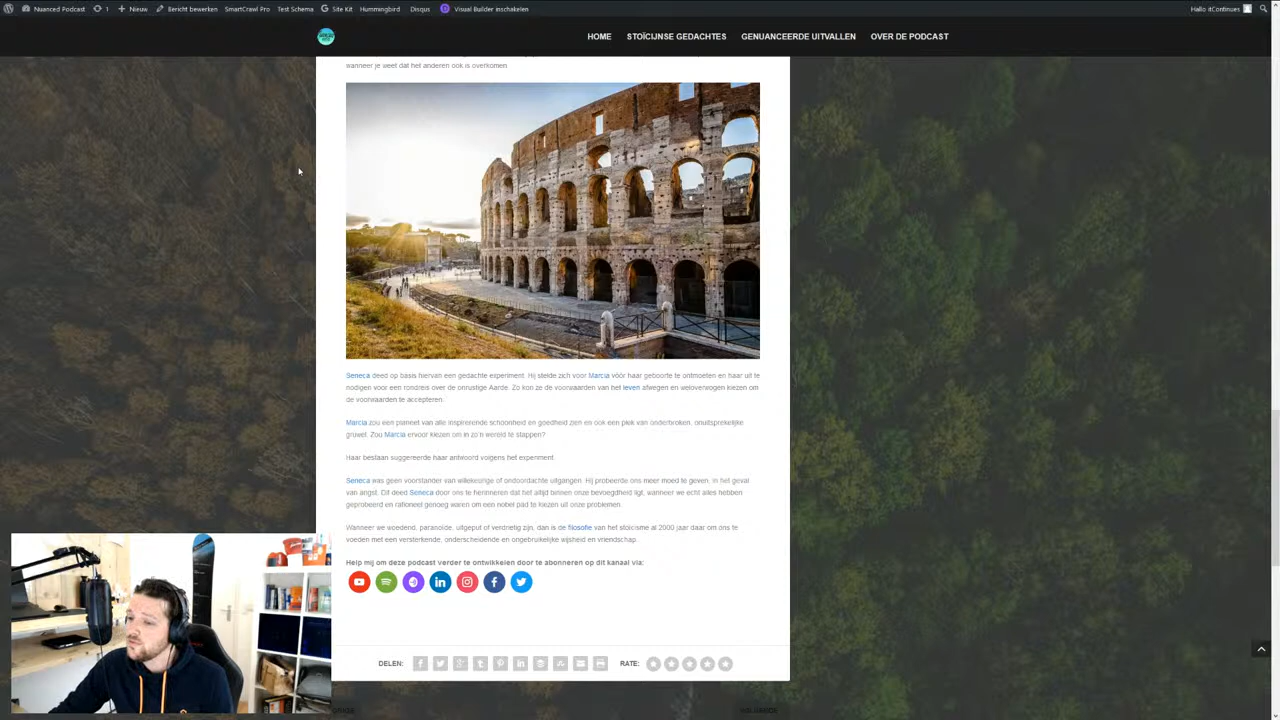 Nuanced Podcast 1 Nieuw Bericht bewerken SmartCrawl Pro Test Schema Site Kit Hummingbird Disqus Visual Builder inschakelen Hallo itContinues
HOME STOÏCIJNSE GEDACHTES GENUANCEERDE UITVALLEN OVER DE PODCAST
wanneer je weet dat het anderen ook is overkomen.
Seneca deed op basis hiervan een gedachte experiment. Hij stelde zich voor Marcia vóór haar geboorte te ontmoeten en haar uit te
nodigen voor een rondreis over de onrustige Aarde. Zo kon ze de voorwaarden van het leven afwegen en weloverwogen kiezen om
de voorwaarden te accepteren.
Marcia zou een planeet van alle inspirerende schoonheid en goedheid zien en ook een plek van onderbroken, onuitsprekelijke
gruwel. Zou Marcia ervoor kiezen om in zo'n wereld te stappen?
Haar bestaan suggereerde haar antwoord volgens het experiment.
Seneca was geen voorstander van willekeurige of ondoordachte uitgangen. Hij probeerde ons meer moed te geven, in het geval
van angst. Dit deed Seneca door ons te herinneren dat het altijd binnen onze bevoegdheid ligt, wanneer we echt alles hebben
geprobeerd en rationeel genoeg waren om een nobel pad te kiezen uit onze problemen.
Wanneer we woedend, paranoïde, uitgeput of verdrietig zijn, dan is de filosofie van het stoïcisme al 2000 jaar daar om ons te
voeden met een versterkende, onderscheidende en ongebruikelijke wijsheid en vriendschap.
Help mij om deze podcast verder te ontwikkelen door te abonneren op dit kanaal via:
DELEN: RATE: